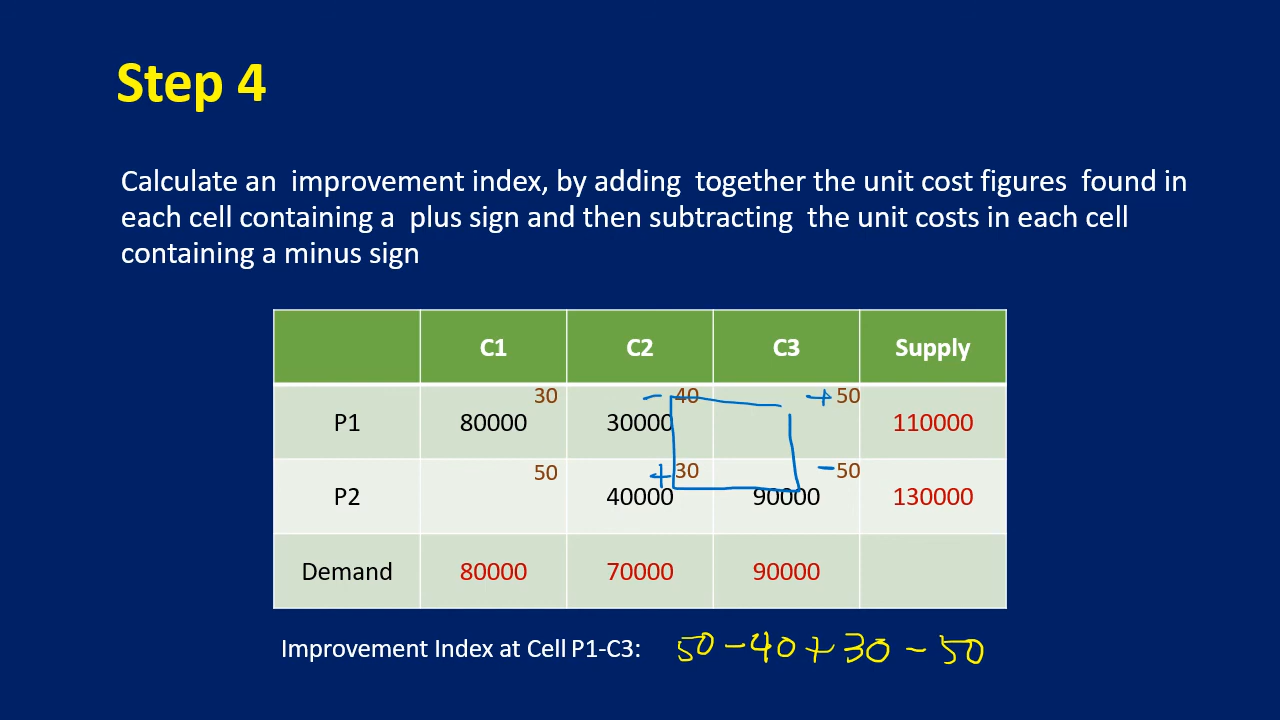 Step 4
Calculate an improvement index, by adding together the unit cost figures found in
each cell containing a plus sign and then subtracting the unit costs in each cell
containing a minus sign
C1 C2 C3 Supply
30 - 40 + 50
P1 80000 30000 110000
50 + 30 - 50
P2 40000 90000 130000
Demand 80000 70000 90000
Improvement Index at Cell P1-C3: 50 - 40 + 30 - 50